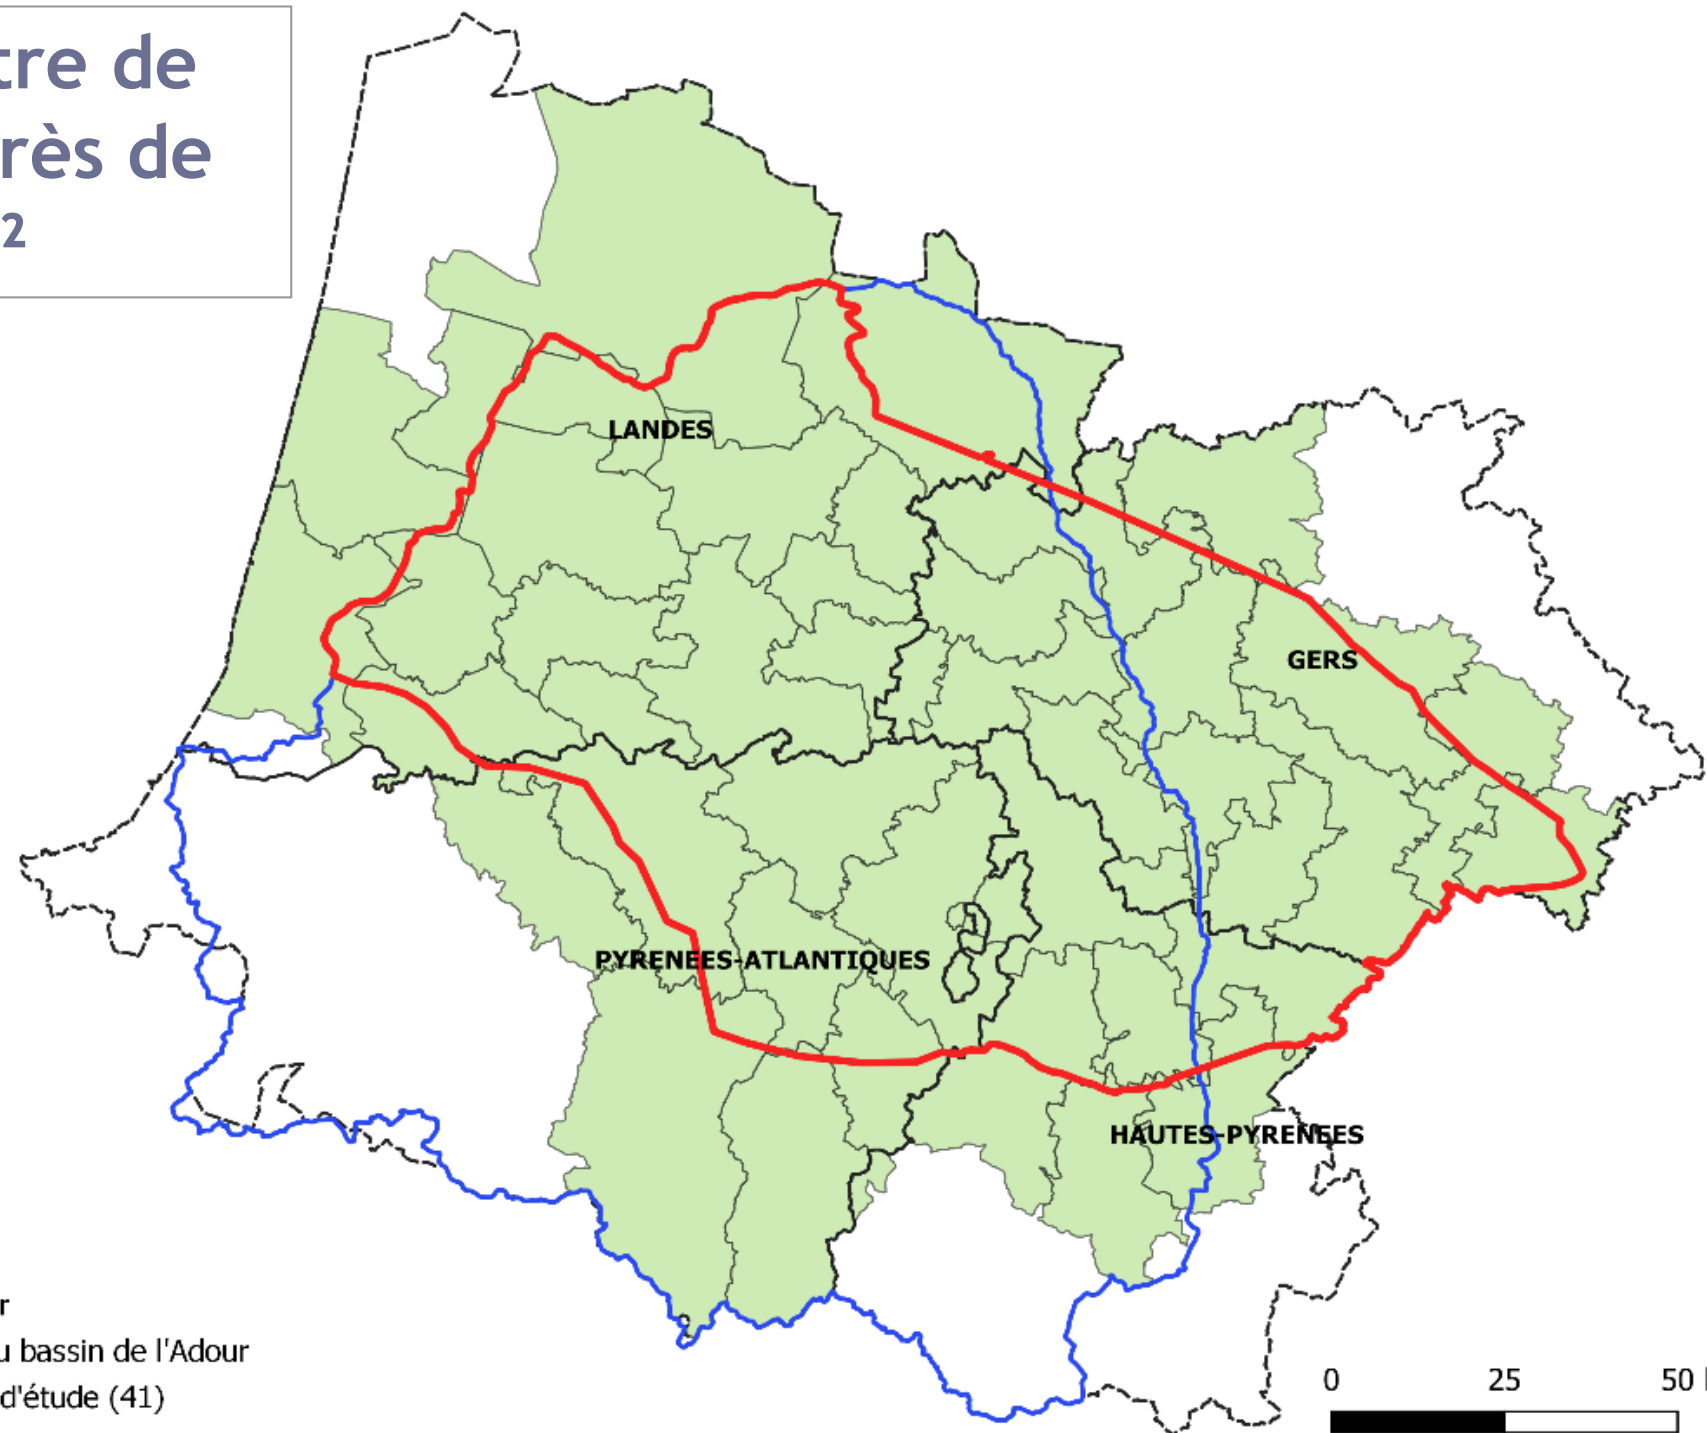 tre de
rès de
2
LANDES
GERS
PYRENEES-ATLANTIQUES
HAUTES-PYRENEES
r
u bassin de l'Adour
d'étude (41)
0 25 50